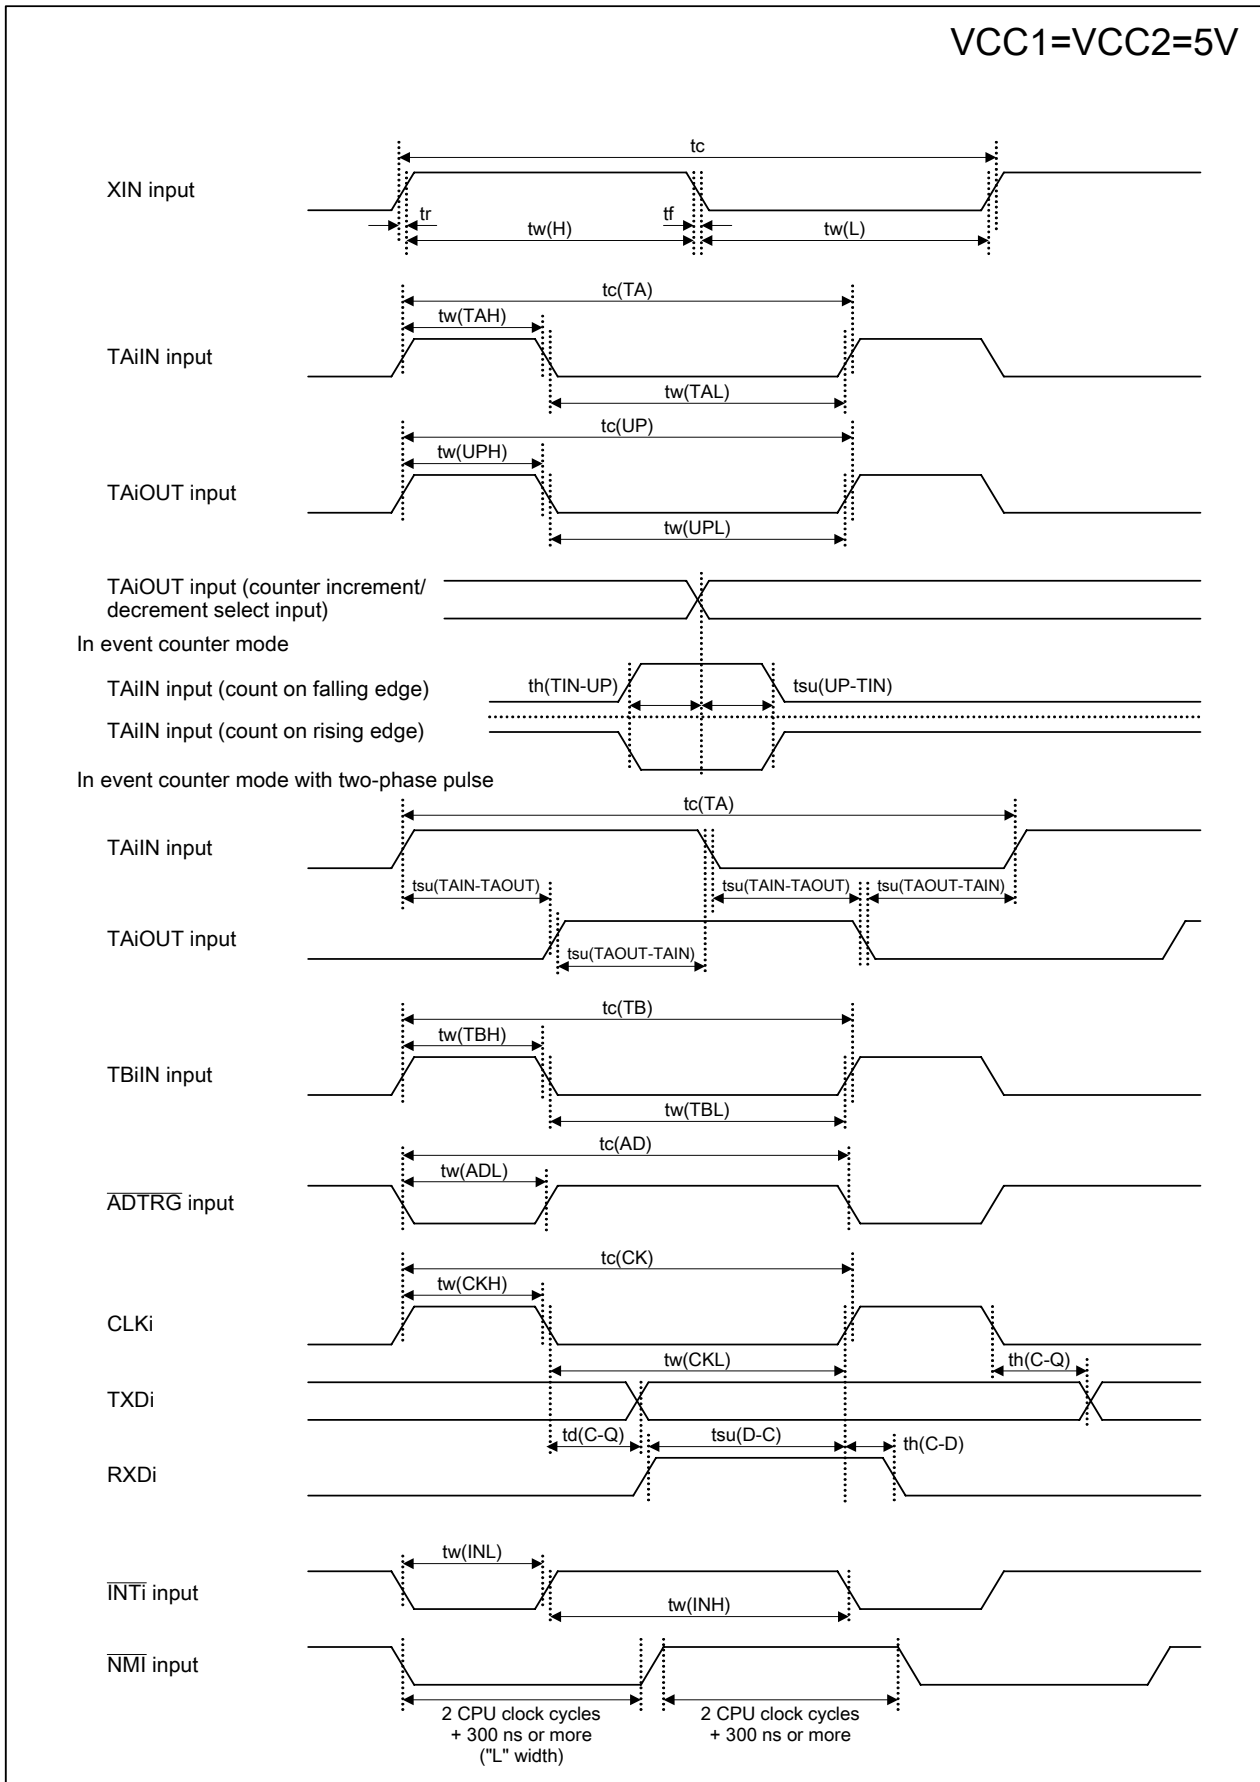 VCC1=VCC2=5V
tc
XIN input
tr
tf
tw(H)
tw(L)
tc(TA)
tw(TAH)
TAiIN input
tw(TAL)
tc(UP)
tw(UPH)
TAiOUT input
tw(UPL)
TAiOUT input (counter increment/
decrement select input)
In event counter mode
TAiIN input (count on falling edge)
th(TIN-UP)
tsu(UP-TIN)
TAiIN input (count on rising edge)
In event counter mode with two-phase pulse
tc(TA)
TAiIN input
tsu(TAIN-TAOUT)
tsu(TAIN-TAOUT)
tsu(TAOUT-TAIN)
TAiOUT input
tsu(TAOUT-TAIN)
tc(TB)
tw(TBH)
TBiIN input
tw(TBL)
tc(AD)
tw(ADL)
ADTRG input
tc(CK)
tw(CKH)
CLKi
tw(CKL)
th(C-Q)
TXDi
td(C-Q)
tsu(D-C)
th(C-D)
RXDi
tw(INL)
INTi input
tw(INH)
NMI input
2 CPU clock cycles
+ 300 ns or more
("L" width)
2 CPU clock cycles
+ 300 ns or more